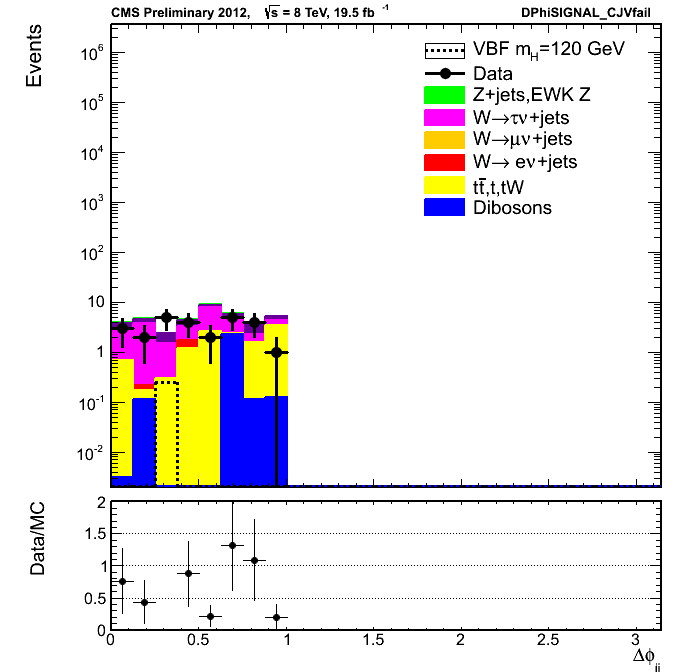 CMS Preliminary 2012, √s = 8 TeV, 19.5 fb⁻¹ DPhiSIGNAL_CJVfail
Events
10⁶
10⁵
10⁴
10³
10²
10
1
10⁻¹
10⁻²
VBF m_H=120 GeV
Data
Z+jets,EWK Z
W→τν+jets
W→μν+jets
W→ eν+jets
tt̄,t,tW
Dibosons
Data/MC
2
1.5
1
0.5
0
0 0.5 1 1.5 2 2.5 3
Δϕ_jj